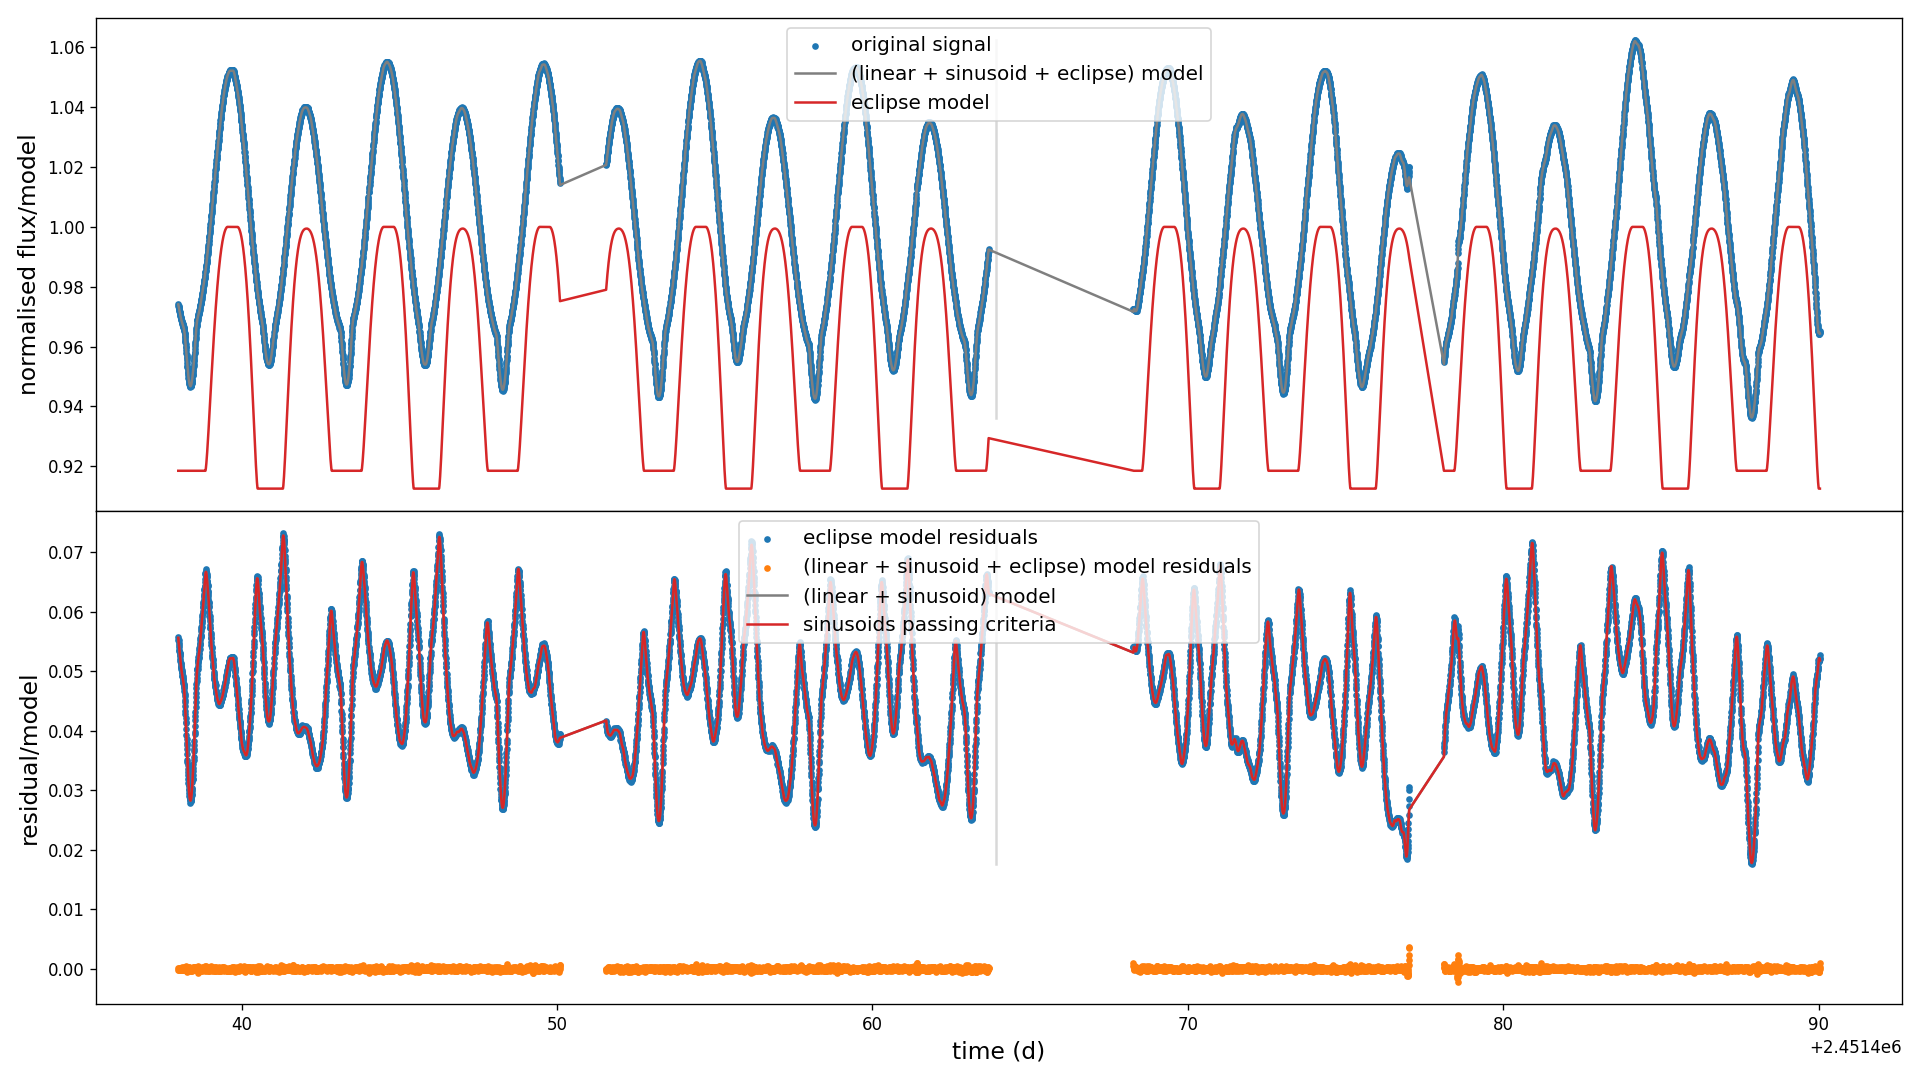 original signal
(linear + sinusoid + eclipse) model
eclipse model
normalised flux/model
1.06
1.04
1.02
1.00
0.98
0.96
0.94
0.92
eclipse model residuals
(linear + sinusoid + eclipse) model residuals
(linear + sinusoid) model
sinusoids passing criteria
residual/model
0.07
0.06
0.05
0.04
0.03
0.02
0.01
0.00
40 50 60 70 80 90
time (d)
+2.4514e6